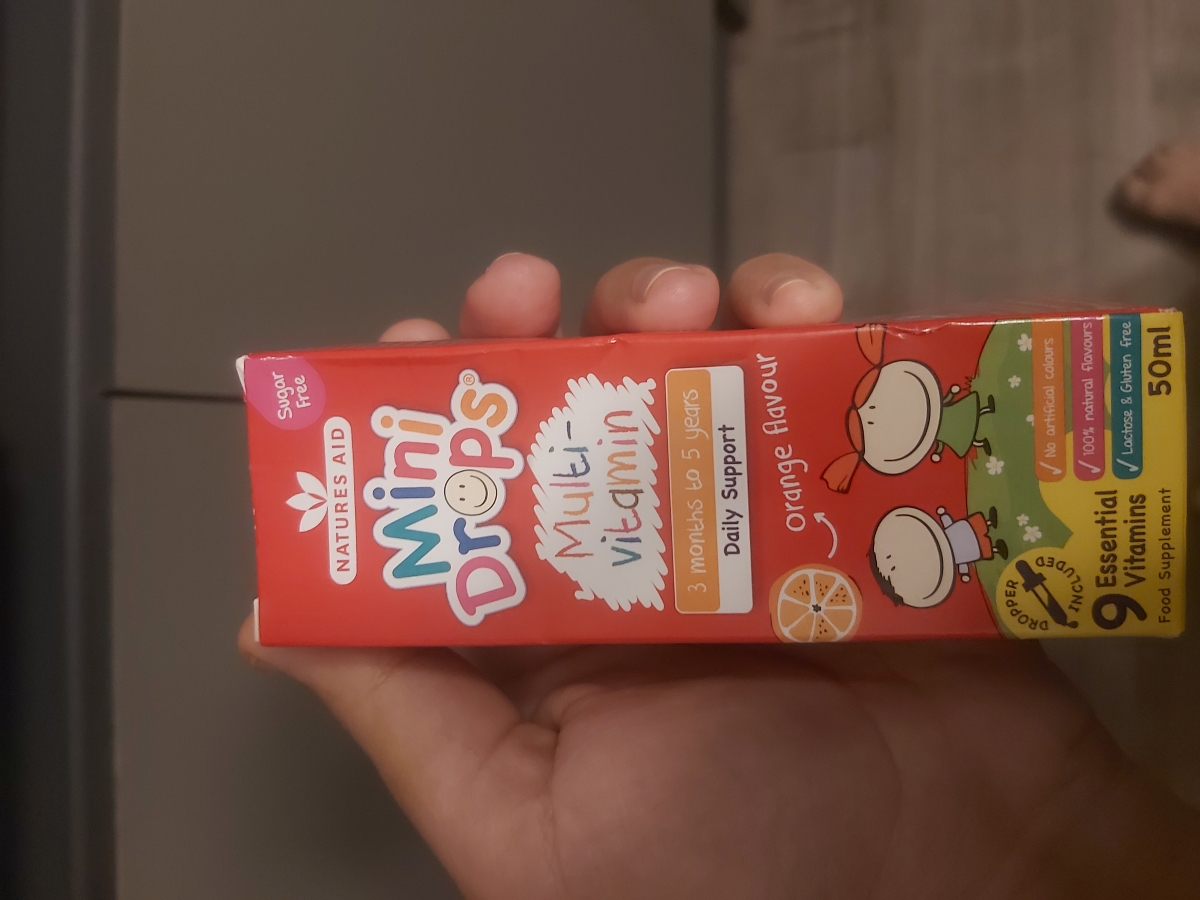 Sugar
Free
NATURES AID
Mini
Drops®
Multi-
vitamin
3 months to 5 years
Daily Support
orange flavour
✓ No artificial colours
✓ 100% natural flavours
✓ Lactose & Gluten free
DROPPER
INCLUDED
9 Essential
Vitamins
Food Supplement
50ml